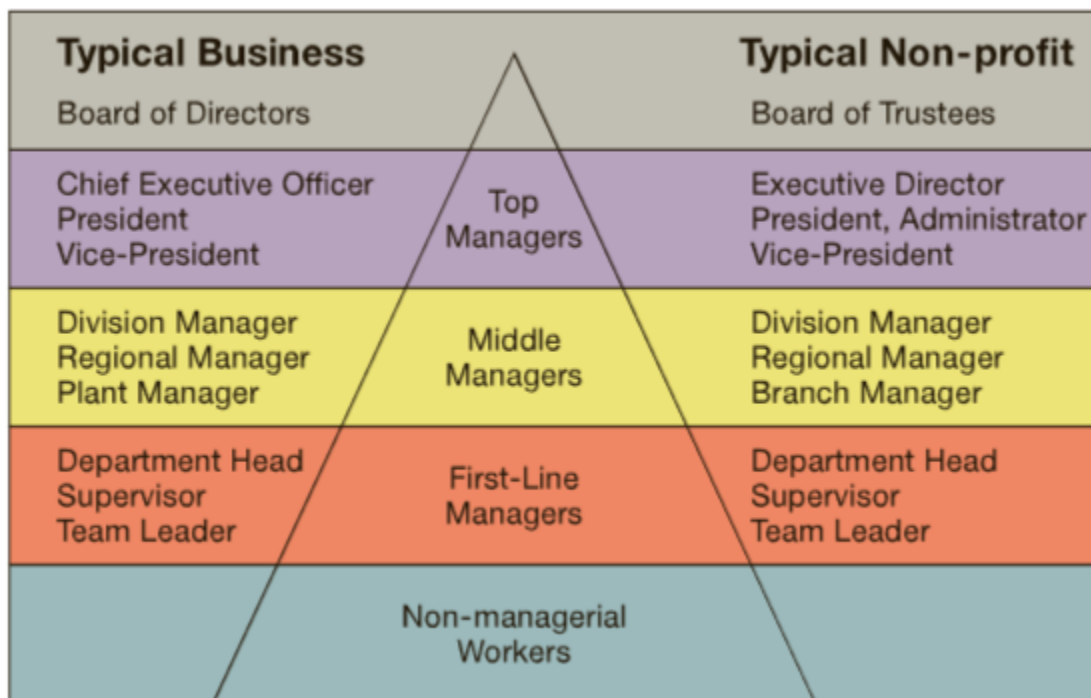 Typical Business
Board of Directors
Typical Non-profit
Board of Trustees
Chief Executive Officer
President
Vice-President
Top
Managers
Executive Director
President, Administrator
Vice-President
Division Manager
Regional Manager
Plant Manager
Middle
Managers
Division Manager
Regional Manager
Branch Manager
Department Head
Supervisor
Team Leader
First-Line
Managers
Department Head
Supervisor
Team Leader
Non-managerial
Workers